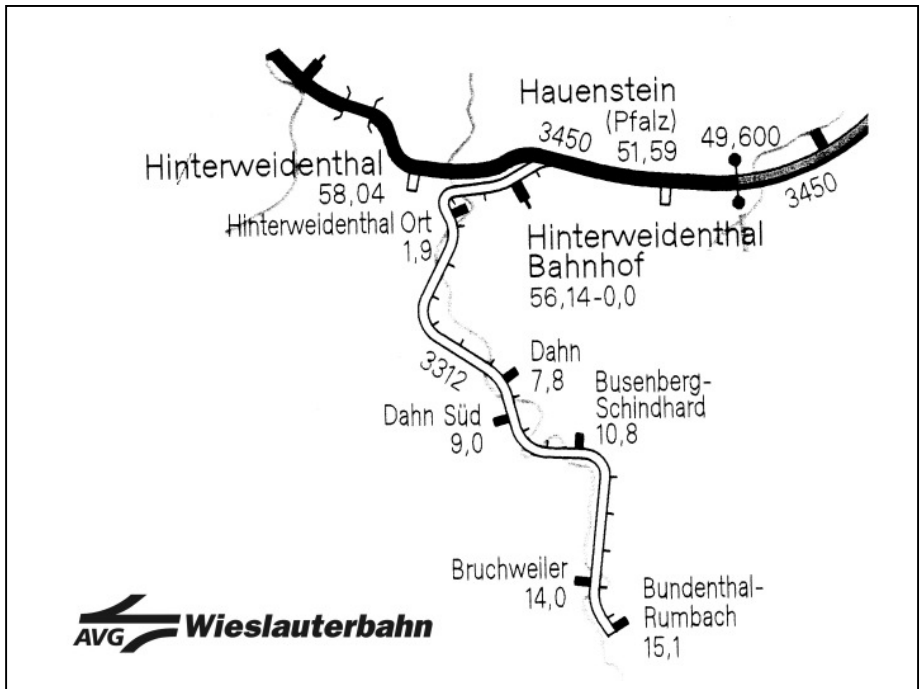 Hauenstein
(Pfalz)
51,59
3450
49,600
3450
Hinterweidenthal
58,04
Hinterweidenthal Ort
1,9
Hinterweidenthal
Bahnhof
56,14-0,0
3312
Dahn
7,8
Dahn Süd
9,0
Busenberg-
Schindhard
10,8
Bruchweiler
14,0
Bundenthal-
Rumbach
15,1
AVG Wieslauterbahn